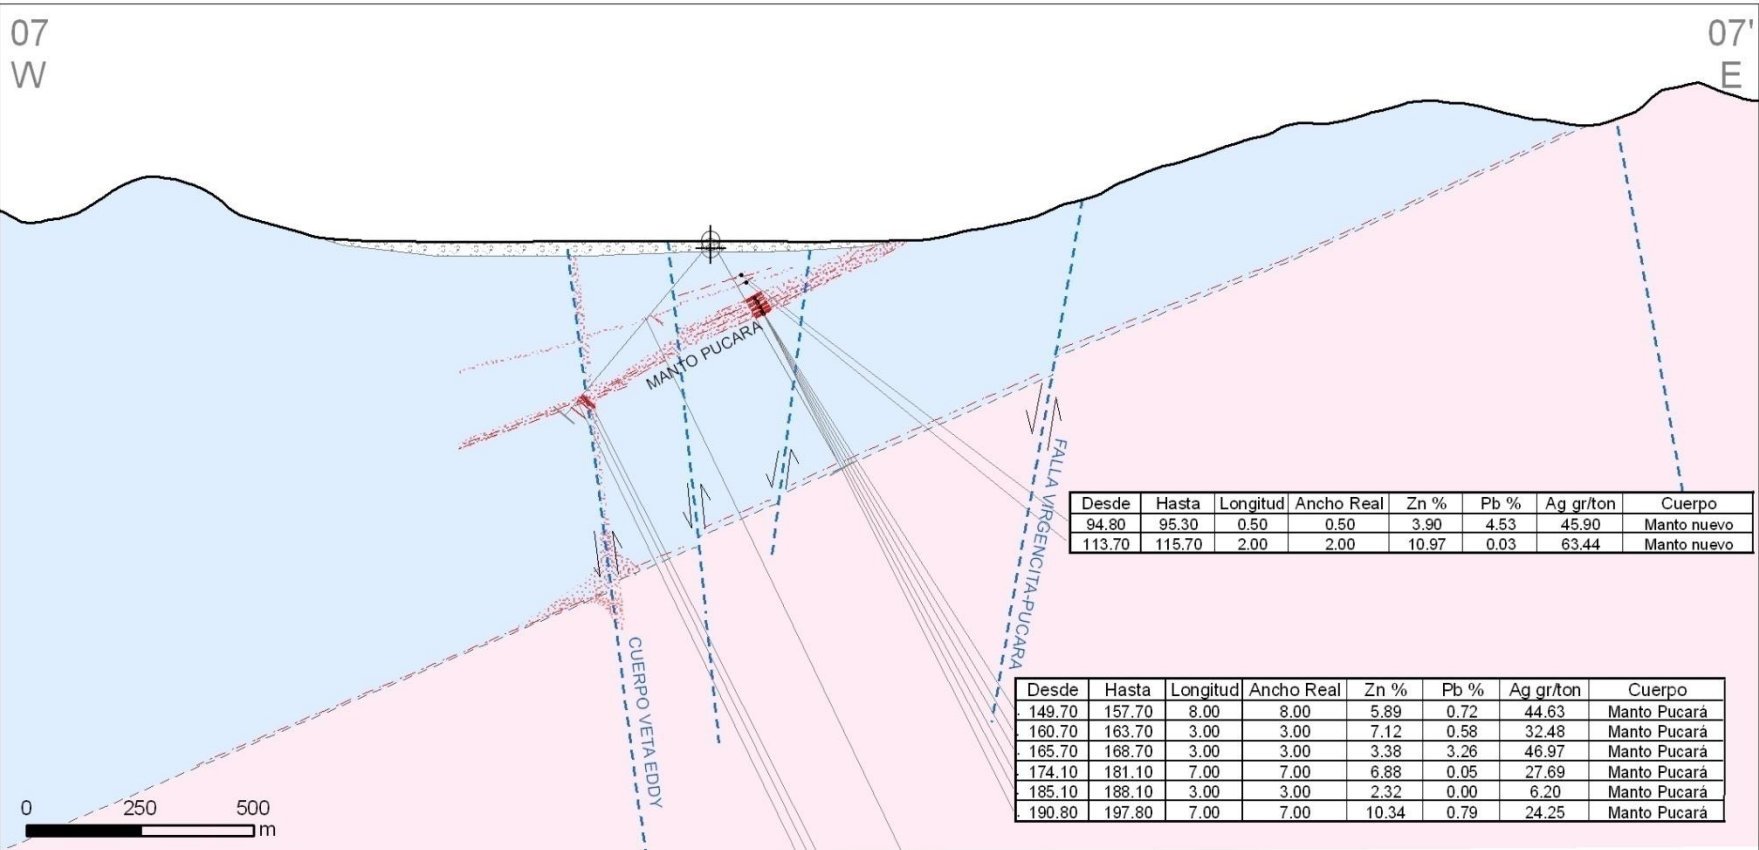 07
W
07'
E
MANTO PUCARA
FALLA VIRGENCITA-PUCARA
CUERPO VETA EDDY
Desde Hasta Longitud Ancho Real Zn % Pb % Ag gr/ton Cuerpo
94.80 95.30 0.50 0.50 3.90 4.53 45.90 Manto nuevo
113.70 115.70 2.00 2.00 10.97 0.03 63.44 Manto nuevo
Desde Hasta Longitud Ancho Real Zn % Pb % Ag gr/ton Cuerpo
149.70 157.70 8.00 8.00 5.89 0.72 44.63 Manto Pucará
160.70 163.70 3.00 3.00 7.12 0.58 32.48 Manto Pucará
165.70 168.70 3.00 3.00 3.38 3.26 46.97 Manto Pucará
174.10 181.10 7.00 7.00 6.88 0.05 27.69 Manto Pucará
185.10 188.10 3.00 3.00 2.32 0.00 6.20 Manto Pucará
190.80 197.80 7.00 7.00 10.34 0.79 24.25 Manto Pucará
0 250 500
m